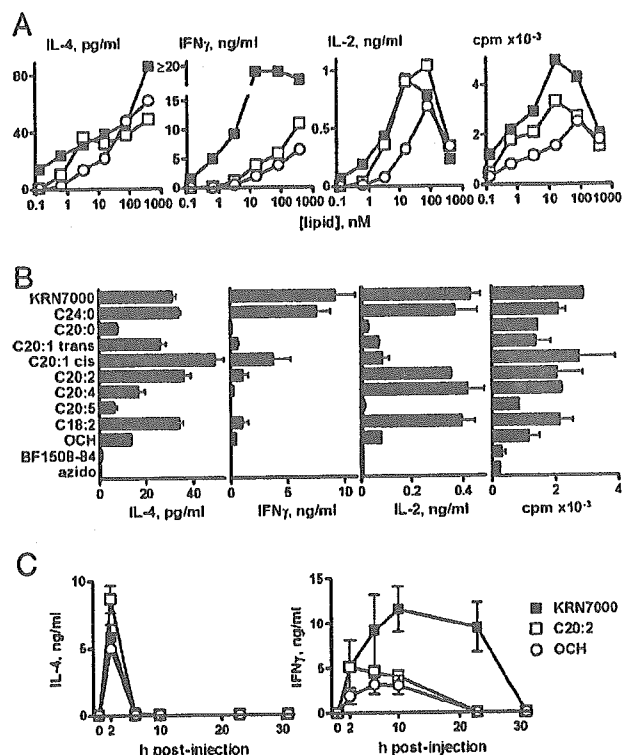 A
IL-4, pg/ml IFNγ, ng/ml IL-2, ng/ml cpm x10-3
80 ≥20 1 4
40 15 0.5 2
10
5
0 0 0 0
0.1 1 10 100 1000 0.1 1 10 100 1000 0.1 1 10 100 1000 0.1 1 10 100 1000
[lipid], nM
B
KRN7000
C24:0
C20:0
C20:1 trans
C20:1 cis
C20:2
C20:4
C20:5
C18:2
OCH
BF1508-84
azido
0 20 40 0 5 10 0 0.2 0.4 0 2 4
IL-4, pg/ml IFNγ, ng/ml IL-2, ng/ml cpm x10-3
C
IL-4, ng/ml
10
5
0
0 2 6 10 20 30
h post-injection
IFNγ, ng/ml
15
10
5
0
0 2 10 20 30
h post-injection
KRN7000
C20:2
OCH